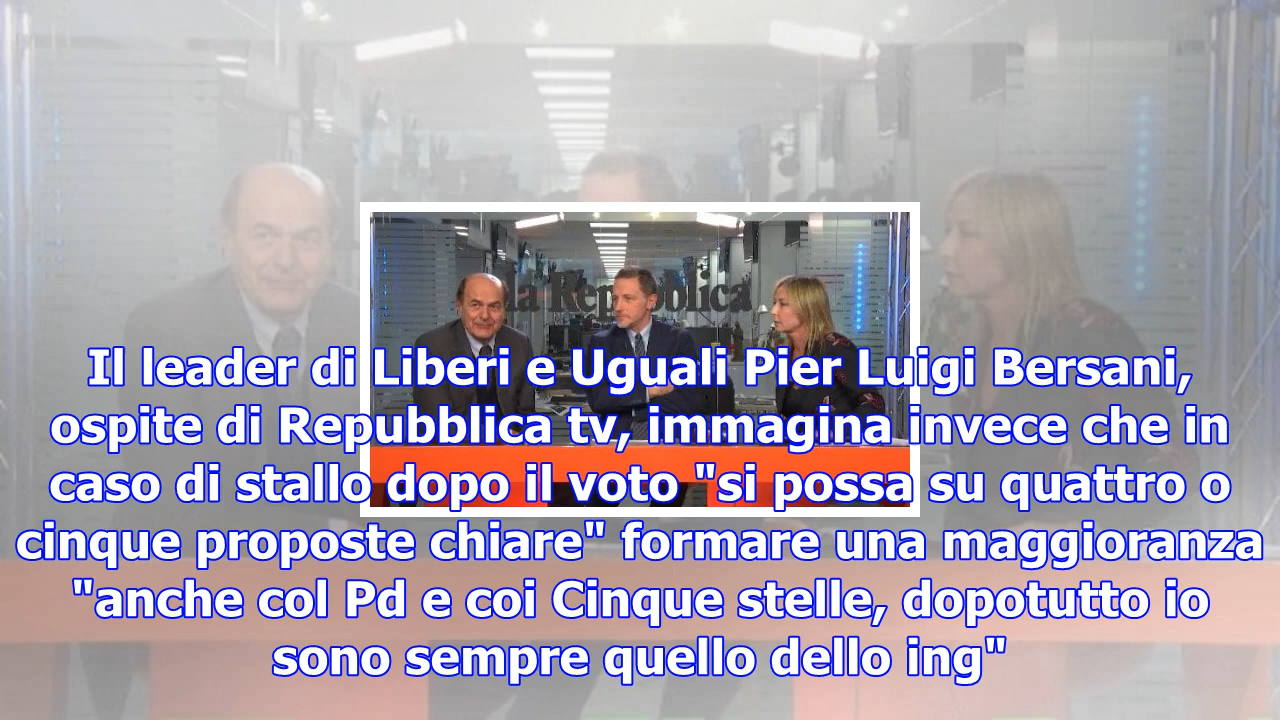 la Repubblica
Il leader di Liberi e Uguali Pier Luigi Bersani,
ospite di Repubblica tv, immagina invece che in
caso di stallo dopo il voto "si possa su quattro o
cinque proposte chiare" formare una maggioranza
"anche col Pd e coi Cinque stelle, dopotutto io
sono sempre quello dello ing"